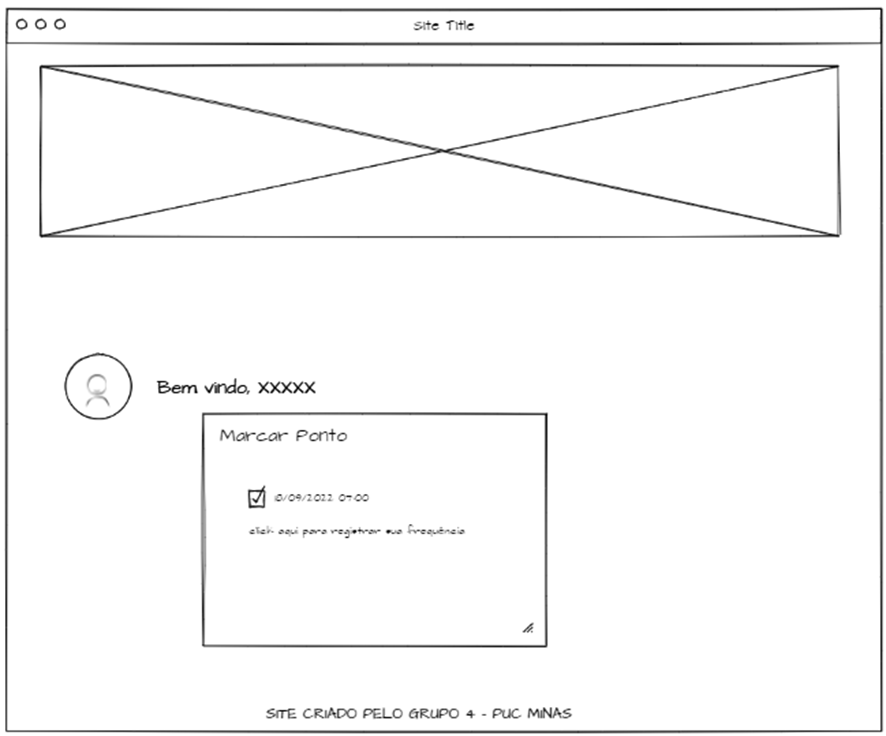 Site Title
Bem vindo, XXXXX
Marcar Ponto
10/09/2022 07:00
click aqui para registrar sua frequência
SITE CRIADO PELO GRUPO 4 - PUC MINAS